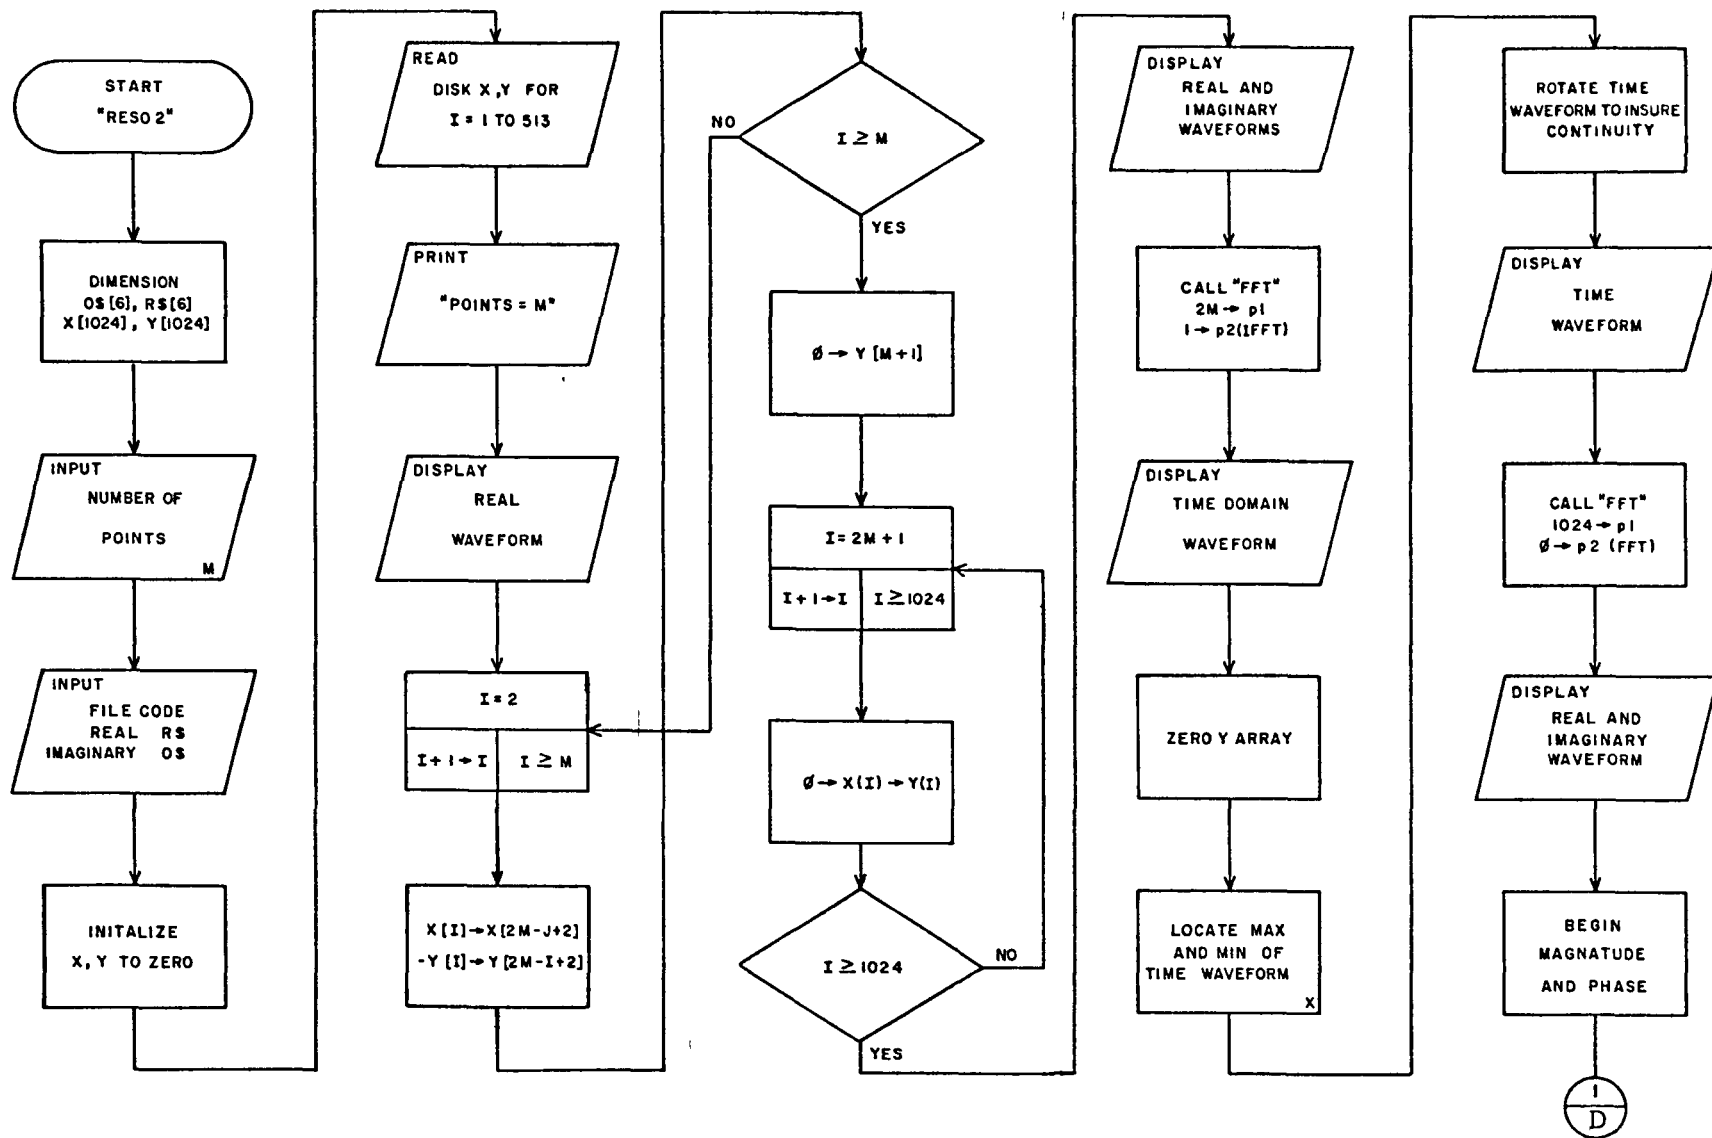 START
"RESO 2"
DIMENSION
O$ [6], R$ [6]
X [1024], Y [1024]
INPUT
NUMBER OF
POINTS
M
INPUT
FILE CODE
REAL R$
IMAGINARY O$
INITALIZE
X, Y TO ZERO
READ
DISK X, Y FOR
I = 1 TO 513
PRINT
"POINTS = M"
DISPLAY
REAL
WAVEFORM
I = 2
I + 1 → I
I ≥ M
X [I] → X [2M-J+2]
-Y [I] → Y [2M-I+2]
NO
I ≥ M
YES
Ø → Y [M+1]
I = 2M + 1
I + 1 → I
I ≥ 1024
Ø → X(I) → Y(I)
I ≥ 1024
NO
YES
DISPLAY
REAL AND
IMAGINARY
WAVEFORMS
CALL "FFT"
2M → p1
1 → p2 (IFFT)
DISPLAY
TIME DOMAIN
WAVEFORM
ZERO Y ARRAY
LOCATE MAX
AND MIN OF
TIME WAVEFORM
X
ROTATE TIME
WAVEFORM TO INSURE
CONTINUITY
DISPLAY
TIME
WAVEFORM
CALL "FFT"
1024 → p1
Ø → p2 (FFT)
DISPLAY
REAL AND
IMAGINARY
WAVEFORM
BEGIN
MAGNATUDE
AND PHASE
1
D